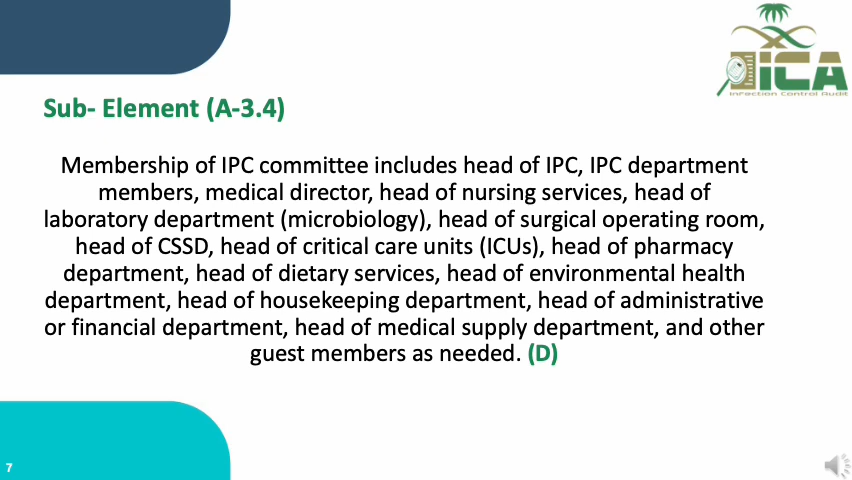 iCA
Infection Control Audit
Sub- Element (A-3.4)
Membership of IPC committee includes head of IPC, IPC department
members, medical director, head of nursing services, head of
laboratory department (microbiology), head of surgical operating room,
head of CSSD, head of critical care units (ICUs), head of pharmacy
department, head of dietary services, head of environmental health
department, head of housekeeping department, head of administrative
or financial department, head of medical supply department, and other
guest members as needed. (D)
7